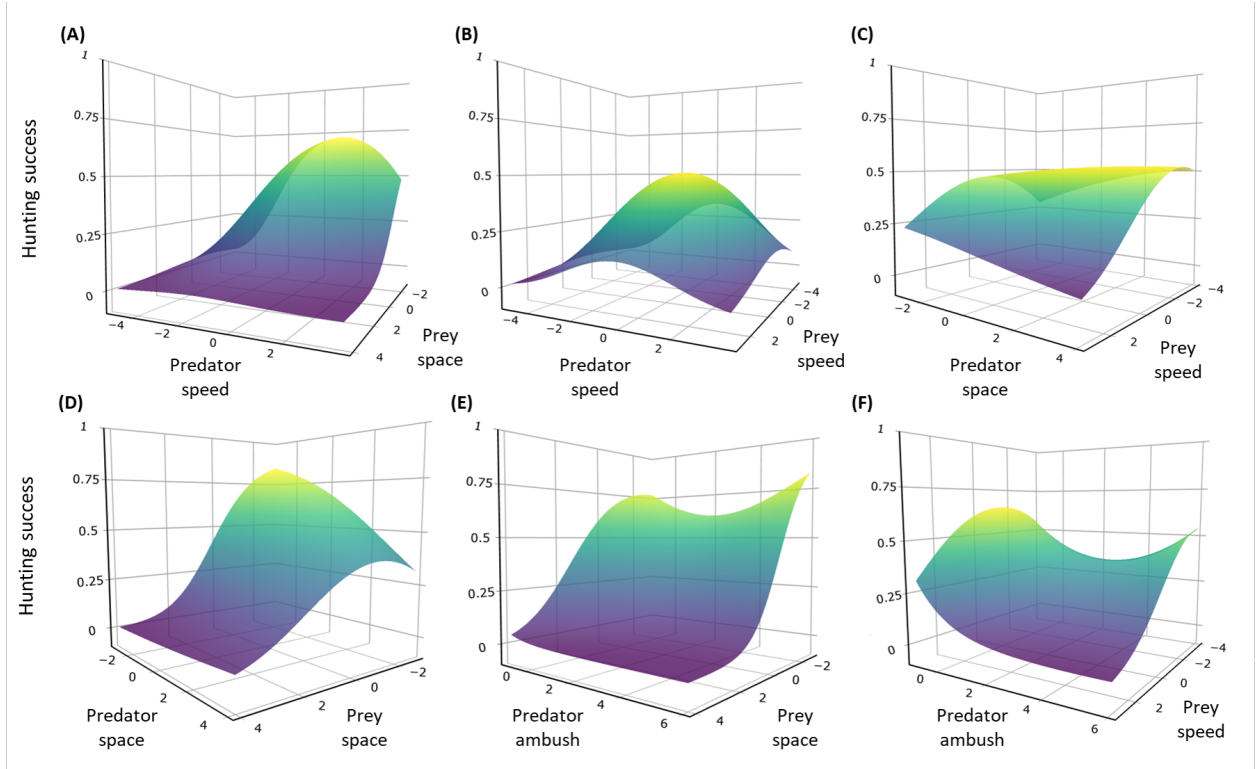 (A)
(B)
(C)
Hunting success
1
0.75
0.5
0.25
0
−4
−2
0
2
−2
0
2
4
Predator
speed
Prey
space
1
0.75
0.5
0.25
0
−4
−2
0
2
−4
−2
0
2
Predator
speed
Prey
speed
1
0.75
0.5
0.25
0
−2
0
2
4
−4
−2
0
2
Predator
space
Prey
speed
(D)
(E)
(F)
Hunting success
1
0.75
0.5
0.25
0
−2
0
2
4
−2
0
2
4
Predator
space
Prey
space
1
0.75
0.5
0.25
0
0
2
4
6
−2
0
2
4
Predator
ambush
Prey
space
1
0.75
0.5
0.25
0
0
2
4
6
−4
−2
0
2
Predator
ambush
Prey
speed